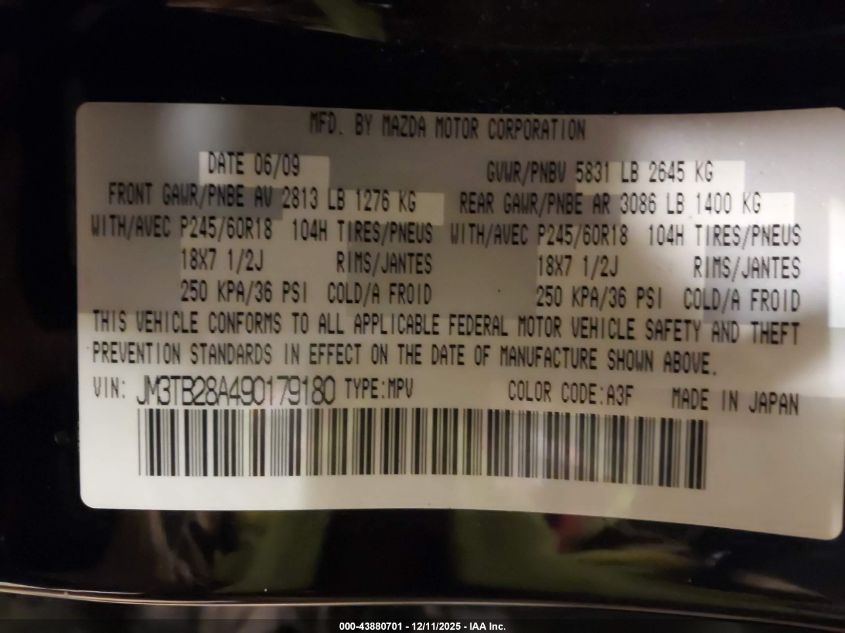 MFD. BY MAZDA MOTOR CORPORATION
DATE 06/09 GVWR/PNBV 5831 LB 2645 KG
FRONT GAWR/PNBE AV 2813 LB 1276 KG REAR GAWR/PNBE AR 3086 LB 1400 KG
WITH/AVEC P245/60R18 104H TIRES/PNEUS WITH/AVEC P245/60R18 104H TIRES/PNEUS
18X7 1/2J RIMS/JANTES 18X7 1/2J RIMS/JANTES
250 KPA/36 PSI COLD/A FROID 250 KPA/36 PSI COLD/A FROID
THIS VEHICLE CONFORMS TO ALL APPLICABLE FEDERAL MOTOR VEHICLE SAFETY AND THEFT
PREVENTION STANDARDS IN EFFECT ON THE DATE OF MANUFACTURE SHOWN ABOVE.
VIN: JM3TB28A490179180 TYPE:MPV COLOR CODE:A3F MADE IN JAPAN
000-43880701 - 12/11/2025 - IAA Inc.